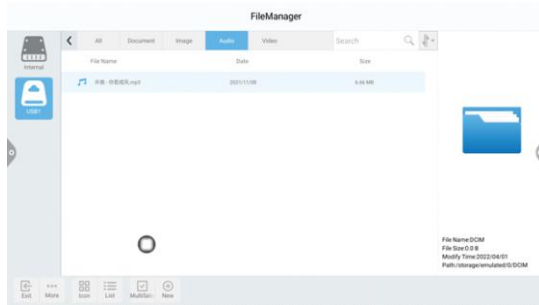 FileManager
All
Document
Image
Audio
Video
Search
Internal
File Name
Date
Size
2021/11/09
6.66 MB
USB1
File Name:DCIM
File Size:0.0 B
Modify Time:2022/04/01
Path:/storage/emulated/0/DCIM
Exit
More
Icon
List
New